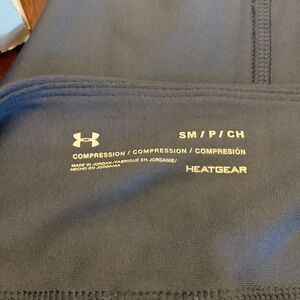 SM / P / CH
COMPRESSION / COMPRESSION / COMPRESIÓN
MADE IN JORDAN / FABRIQUÉ EN JORDANIE /
HECHO EN JORDANIA
HEATGEAR